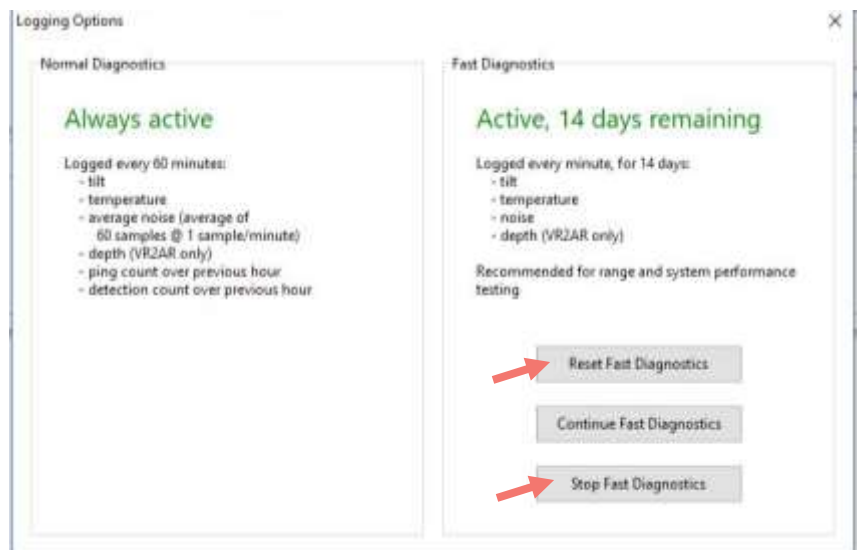 Logging Options
Normal Diagnostics
Always active
Logged every 60 minutes:
- tilt
- temperature
- average noise (average of
60 samples @ 1 sample/minute)
- depth (VR2AR only)
- ping count over previous hour
- detection count over previous hour
Fast Diagnostics
Active, 14 days remaining
Logged every minute, for 14 days:
- tilt
- temperature
- noise
- depth (VR2AR only)
Recommended for range and system performance
testing
Reset Fast Diagnostics
Continue Fast Diagnostics
Stop Fast Diagnostics